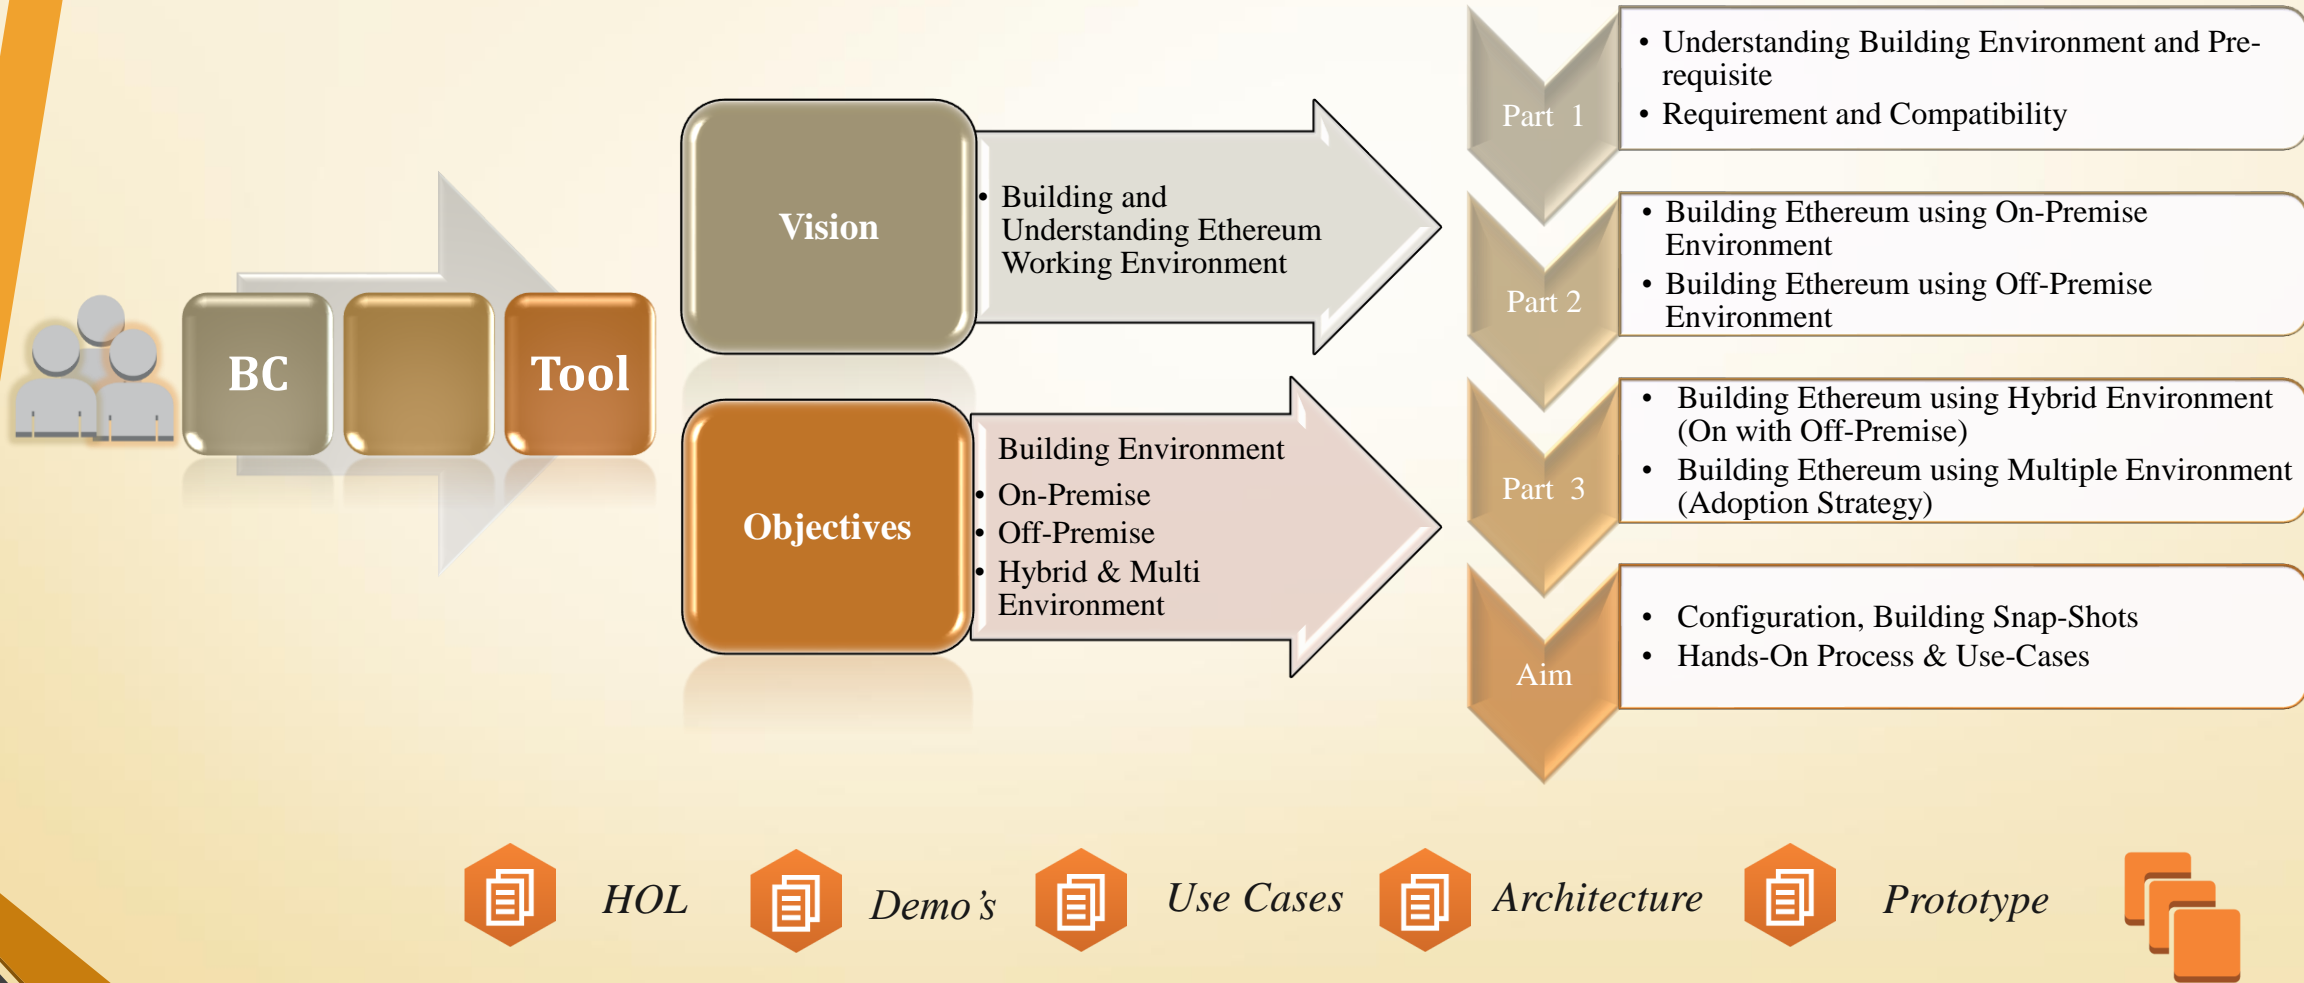 BC
Tool
Vision
• Building and
Understanding Ethereum
Working Environment
Objectives
Building Environment
• On-Premise
• Off-Premise
• Hybrid & Multi
Environment
Part 1
• Understanding Building Environment and Pre-
requisite
• Requirement and Compatibility
Part 2
• Building Ethereum using On-Premise
Environment
• Building Ethereum using Off-Premise
Environment
Part 3
• Building Ethereum using Hybrid Environment
(On with Off-Premise)
• Building Ethereum using Multiple Environment
(Adoption Strategy)
Aim
• Configuration, Building Snap-Shots
• Hands-On Process & Use-Cases
HOL
Demo’s
Use Cases
Architecture
Prototype